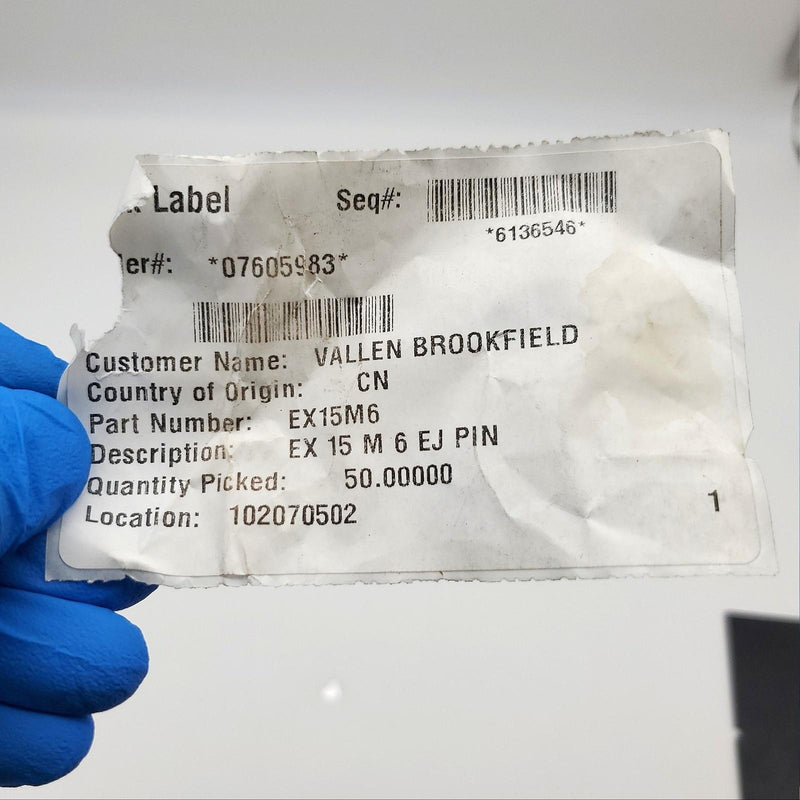 Label Seq#:
*6136546*
er#: *07605983*
Customer Name: VALLEN BROOKFIELD
Country of Origin: CN
Part Number: EX15M6
Description: EX 15 M 6 EJ PIN
Quantity Picked: 50.00000
Location: 102070502
1